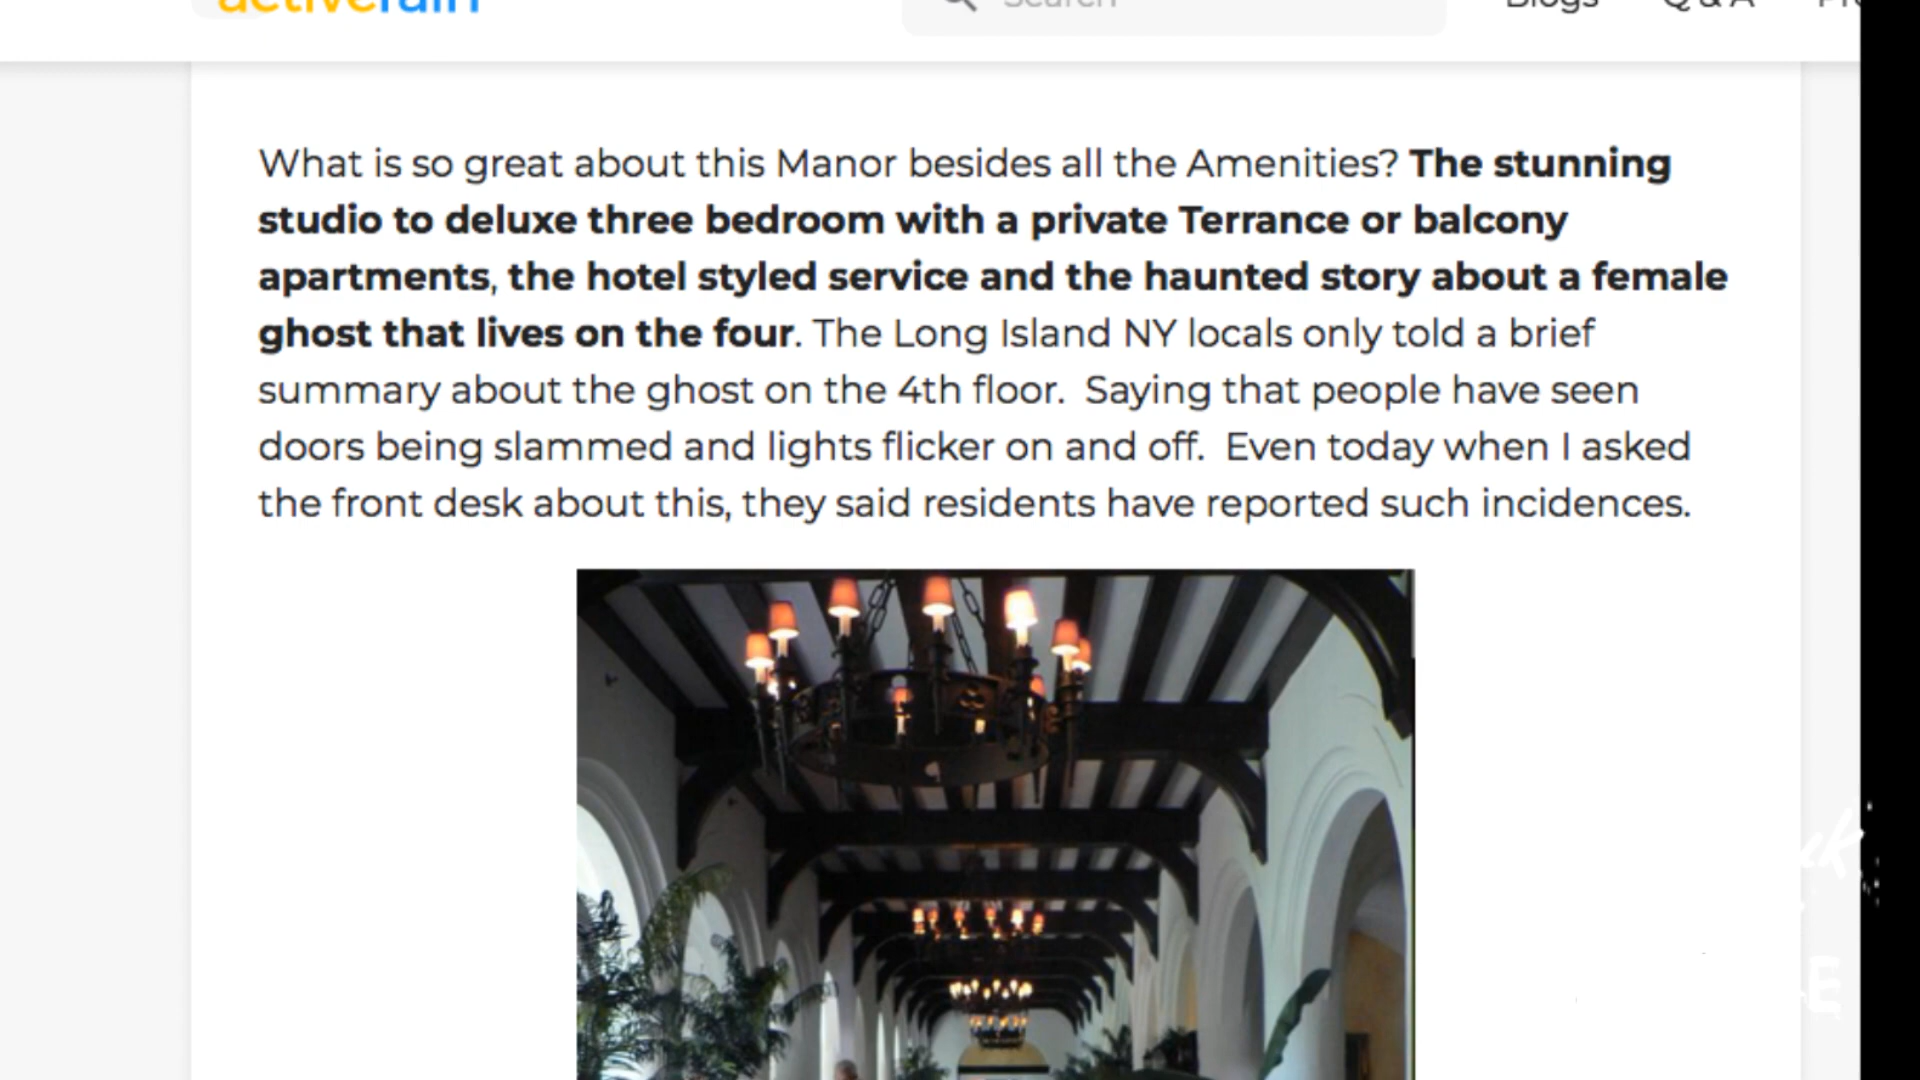 activerain
Search
Blogs
Q & A
What is so great about this Manor besides all the Amenities? The stunning
studio to deluxe three bedroom with a private Terrance or balcony
apartments, the hotel styled service and the haunted story about a female
ghost that lives on the four. The Long Island NY locals only told a brief
summary about the ghost on the 4th floor.  Saying that people have seen
doors being slammed and lights flicker on and off.  Even today when I asked
the front desk about this, they said residents have reported such incidences.